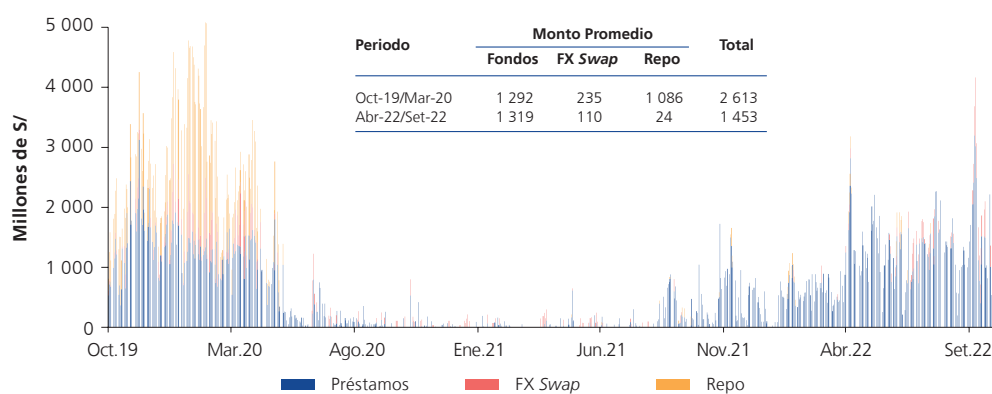 5 000
4 000
3 000
2 000
1 000
0
Millones de S/
Periodo Monto Promedio Total
Fondos FX Swap Repo
Oct-19/Mar-20 1 292 235 1 086 2 613
Abr-22/Set-22 1 319 110 24 1 453
Oct.19 Mar.20 Ago.20 Ene.21 Jun.21 Nov.21 Abr.22 Set.22
Préstamos FX Swap Repo